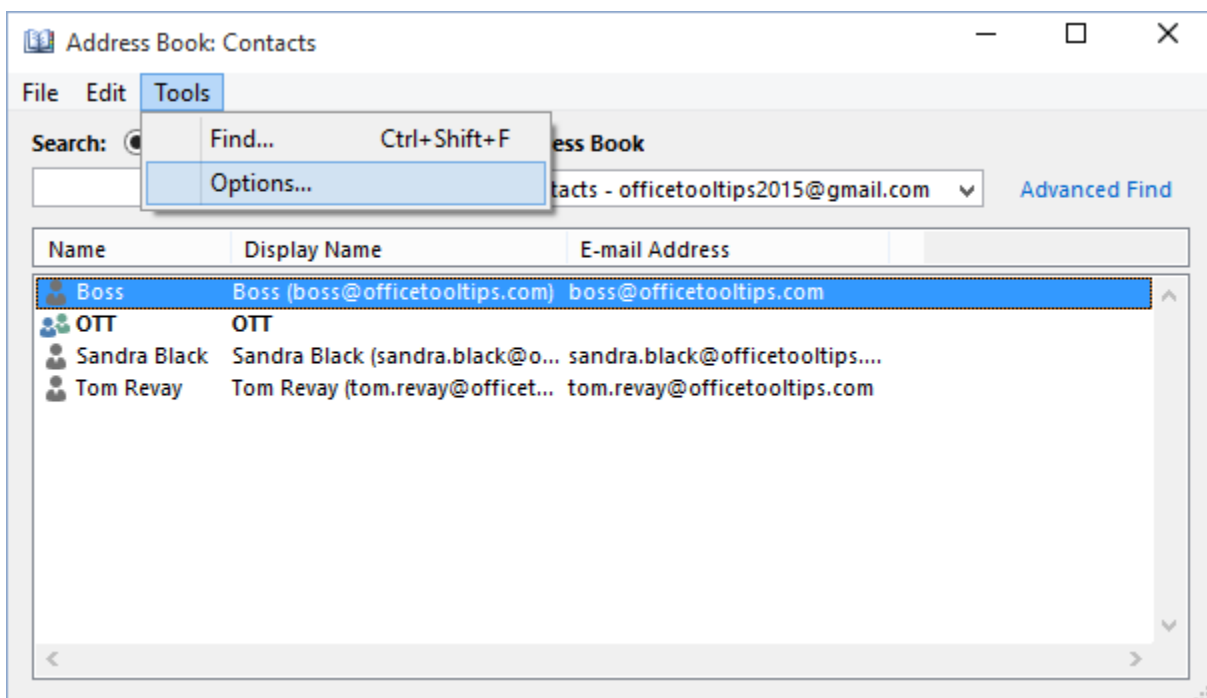 Address Book: Contacts
File Edit Tools
Search: Find... Ctrl+Shift+F ess Book
Options... tacts - officetooltips2015@gmail.com Advanced Find
Name Display Name E-mail Address
Boss Boss (boss@officetooltips.com) boss@officetooltips.com
OTT OTT
Sandra Black Sandra Black (sandra.black@o... sandra.black@officetooltips....
Tom Revay Tom Revay (tom.revay@officet... tom.revay@officetooltips.com